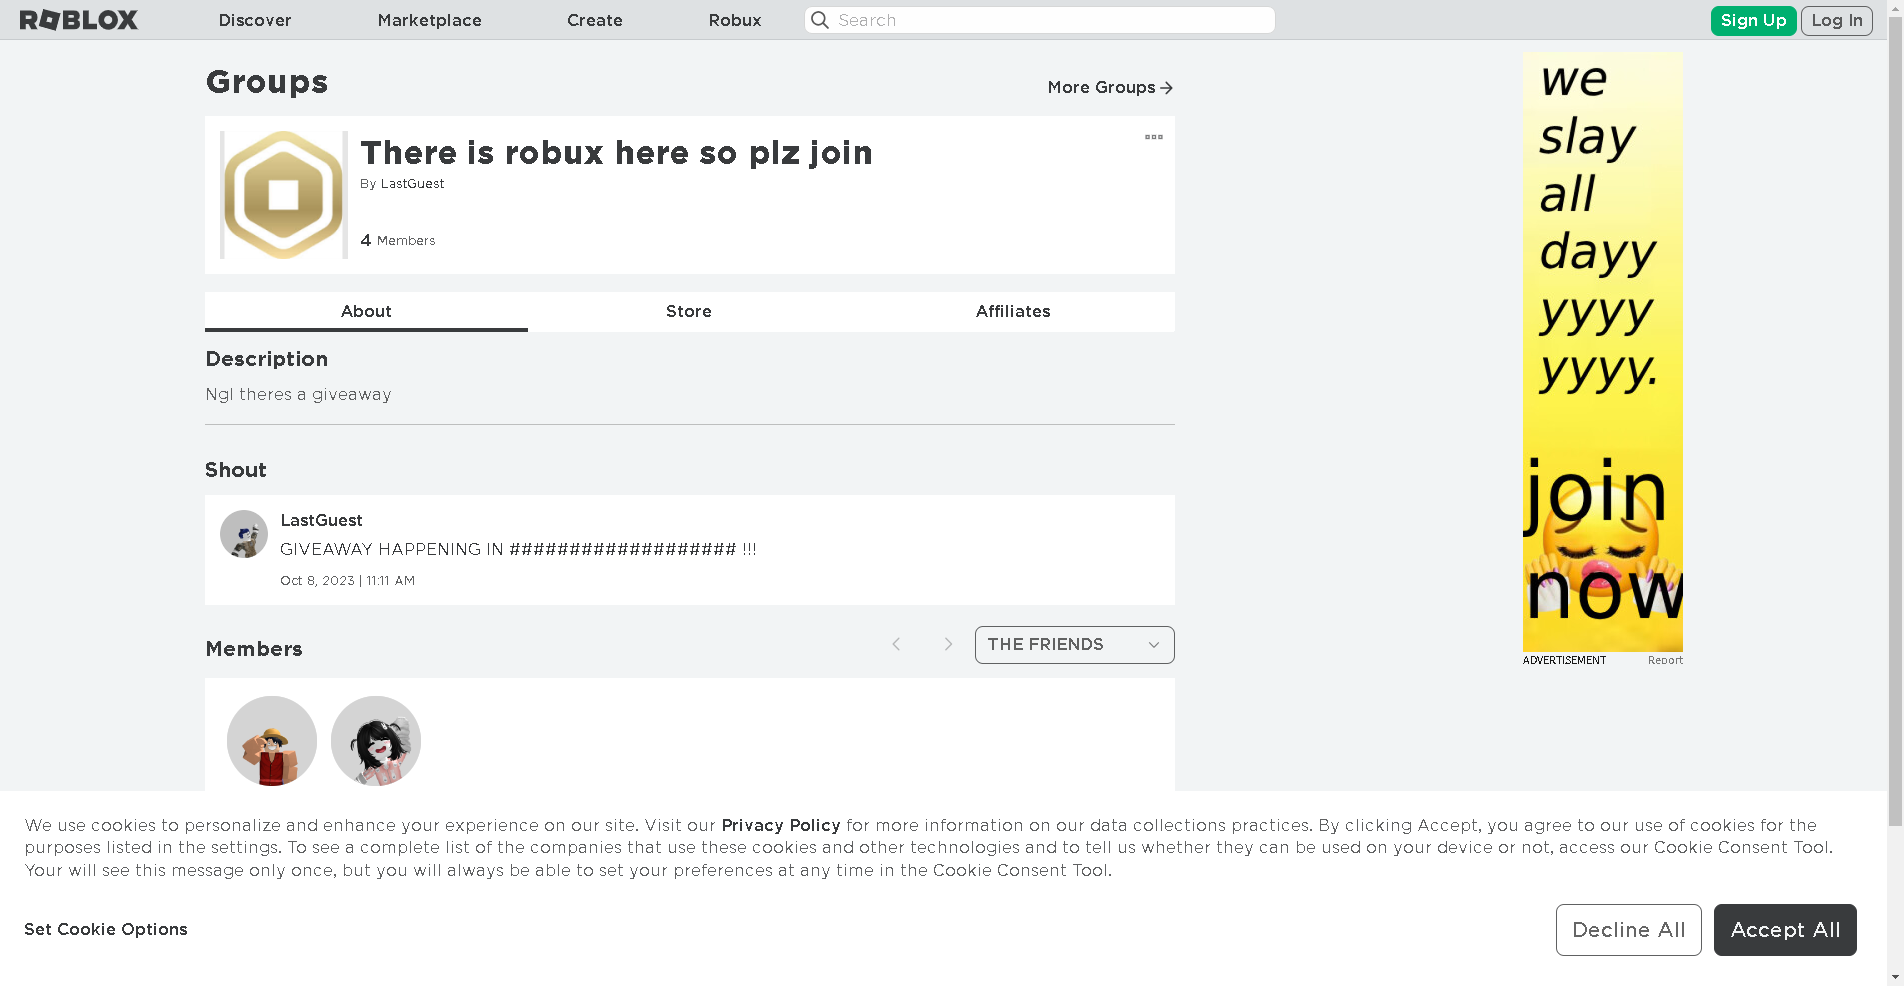 ROBLOX Discover Marketplace Create Robux Search Sign Up Log In
Groups
More Groups
There is robux here so plz join
By LastGuest
4 Members
About Store Affiliates
Description
Ngl theres a giveaway
Shout
LastGuest
GIVEAWAY HAPPENING IN ################### !!!
Oct 8, 2023 | 11:11 AM
Members
THE FRIENDS
we
slay
all
dayy
yyyy
yyyy.
join
now
ADVERTISEMENT Report
We use cookies to personalize and enhance your experience on our site. Visit our Privacy Policy for more information on our data collections practices. By clicking Accept, you agree to our use of cookies for the
purposes listed in the settings. To see a complete list of the companies that use these cookies and other technologies and to tell us whether they can be used on your device or not, access our Cookie Consent Tool.
Your will see this message only once, but you will always be able to set your preferences at any time in the Cookie Consent Tool.
Set Cookie Options
Decline All
Accept All